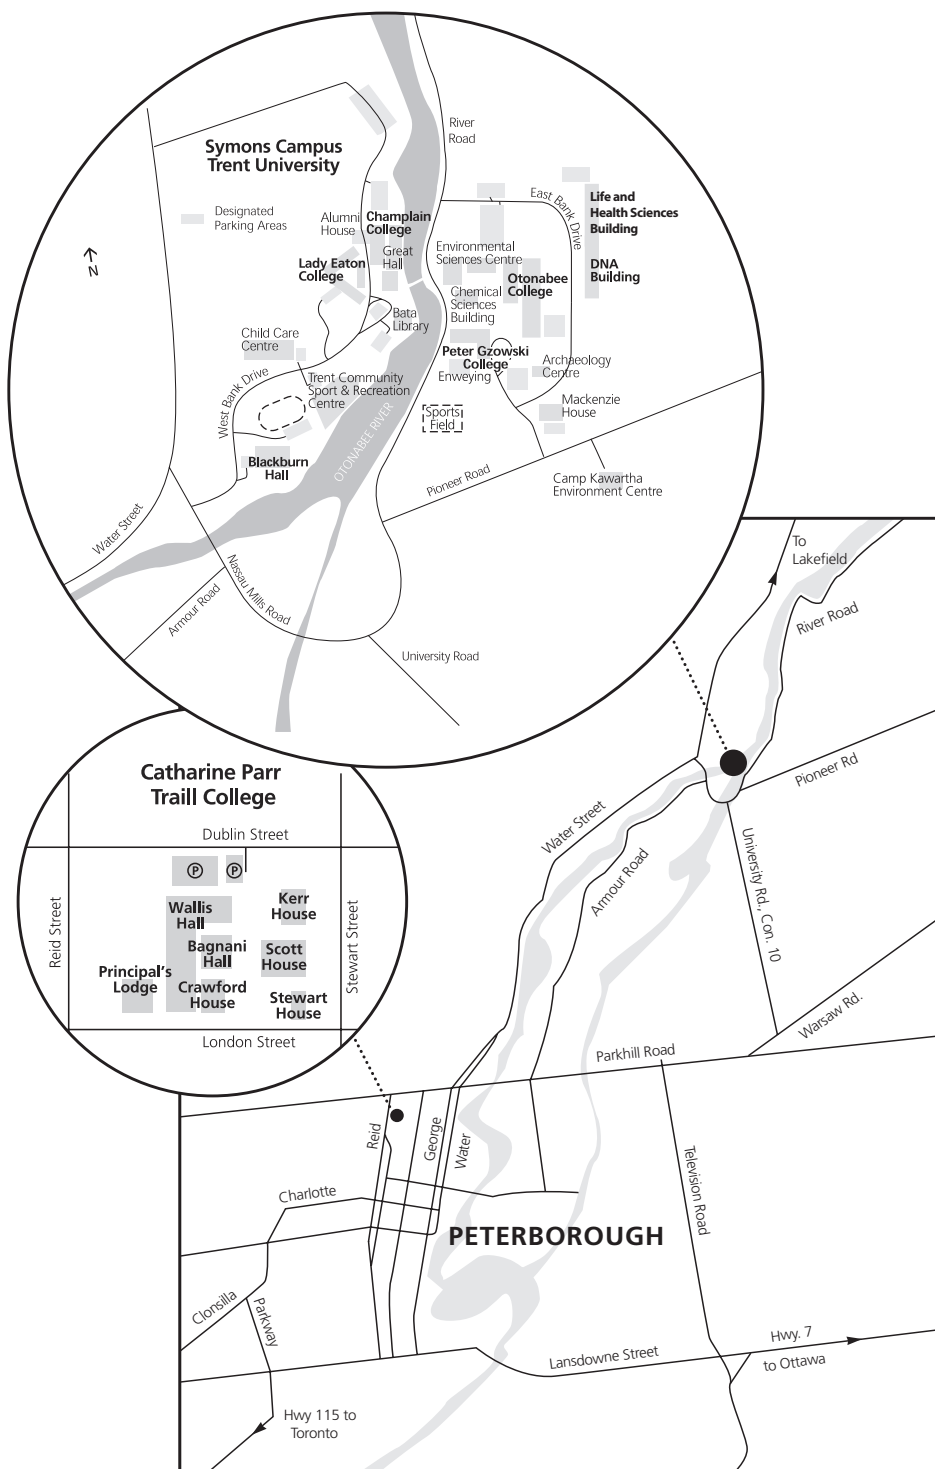 River
Road
Symons Campus
Trent University
Designated
Parking Areas
Alumni
House
Champlain
College
Great
Hall
Lady Eaton
College
N
East Bank Drive
Life and
Health Sciences
Building
DNA
Building
Environmental
Sciences Centre
Otonabee
College
Chemical
Sciences
Building
Bata
Library
Child Care
Centre
Peter Gzowski
College
Enweying
Archaeology
Centre
West Bank Drive
Trent Community
Sport & Recreation
Centre
Mackenzie
House
Sports
Field
OTONABEE RIVER
Blackburn
Hall
Pioneer Road
Camp Kawartha
Environment Centre
Water Street
Nassau Mills Road
Armour Road
University Road
To
Lakefield
River Road
Pioneer Rd
Water Street
Armour Road
University Rd., Con. 10
Warsaw Rd.
Catharine Parr
Traill College
Dublin Street
P
P
Reid Street
Stewart Street
Wallis
Hall
Kerr
House
Bagnani
Hall
Scott
House
Principal's
Lodge
Crawford
House
Stewart
House
London Street
Parkhill Road
Reid
George
Water
Television Road
Charlotte
PETERBOROUGH
Clonsilla
Parkway
Lansdowne Street
Hwy. 7
to Ottawa
Hwy 115 to
Toronto